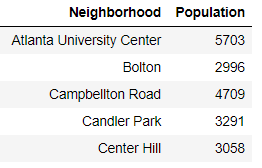 Neighborhood Population
Atlanta University Center 5703
Bolton 2996
Campbellton Road 4709
Candler Park 3291
Center Hill 3058